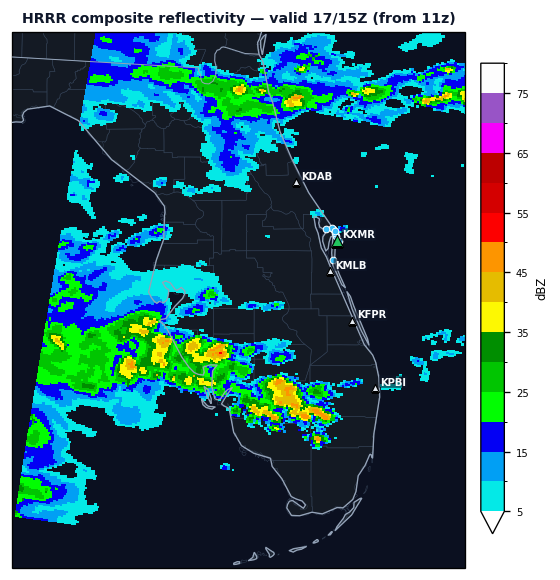 HRRR composite reflectivity — valid 17/15Z (from 11z)
KDAB
KXMR
KMLB
KFPR
KPBI
75
65
55
45
35
25
15
5
dBZ